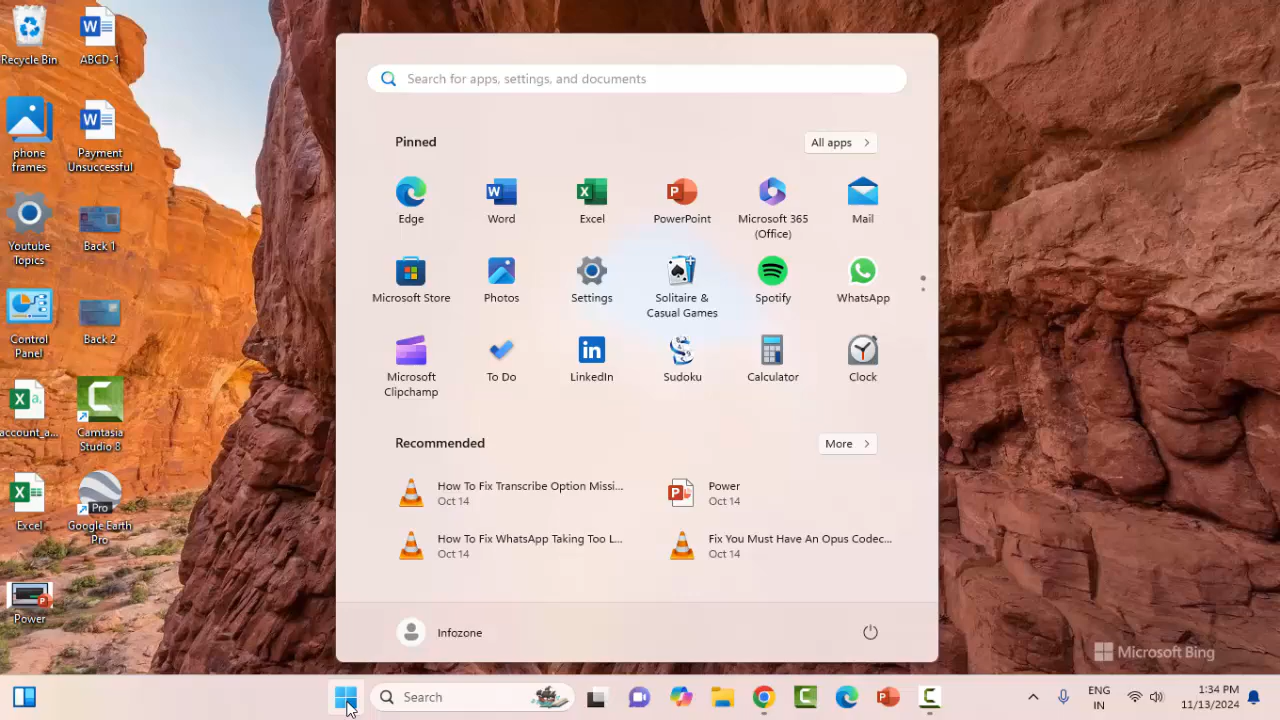 Recycle Bin
ABCD-1
phone
frames
Payment
Unsuccessful
Youtube
Topics
Back 1
Control
Panel
Back 2
account_a...
Camtasia
Studio 8
Excel
Pro
Google Earth
Pro
Power
Search for apps, settings, and documents
Pinned
All apps
Edge
Word
Excel
PowerPoint
Microsoft 365
(Office)
Mail
Microsoft Store
Photos
Settings
Solitaire &
Casual Games
Spotify
WhatsApp
Microsoft
Clipchamp
To Do
LinkedIn
Sudoku
Calculator
Clock
Recommended
More
How To Fix Transcribe Option Missi...
Oct 14
Power
Oct 14
How To Fix WhatsApp Taking Too L...
Oct 14
Fix You Must Have An Opus Codec...
Oct 14
Infozone
Microsoft Bing
Search
ENG
IN
1:34 PM
11/13/2024